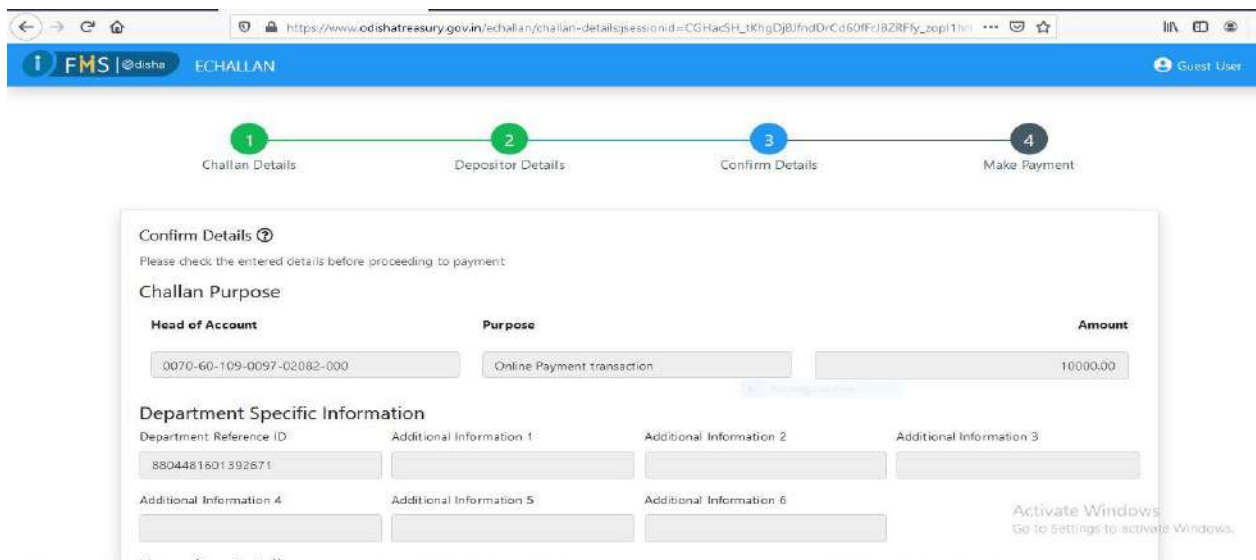 https://www.odishatreasury.gov.in/echallan/challan-details;jsessionid=
iFMS |@disha ECHALLAN Guest User
1 2 3 4
Challan Details Depositor Details Confirm Details Make Payment
Confirm Details
Please check the entered details before proceeding to payment
Challan Purpose
Head of Account Purpose Amount
0070-60-109-0097-02082-000 Online Payment transaction 10000.00
Department Specific Information
Department Reference ID Additional Information 1 Additional Information 2 Additional Information 3
8804481601392671
Additional Information 4 Additional Information 5 Additional Information 6
Activate Windows
Go to Settings to activate Windows.